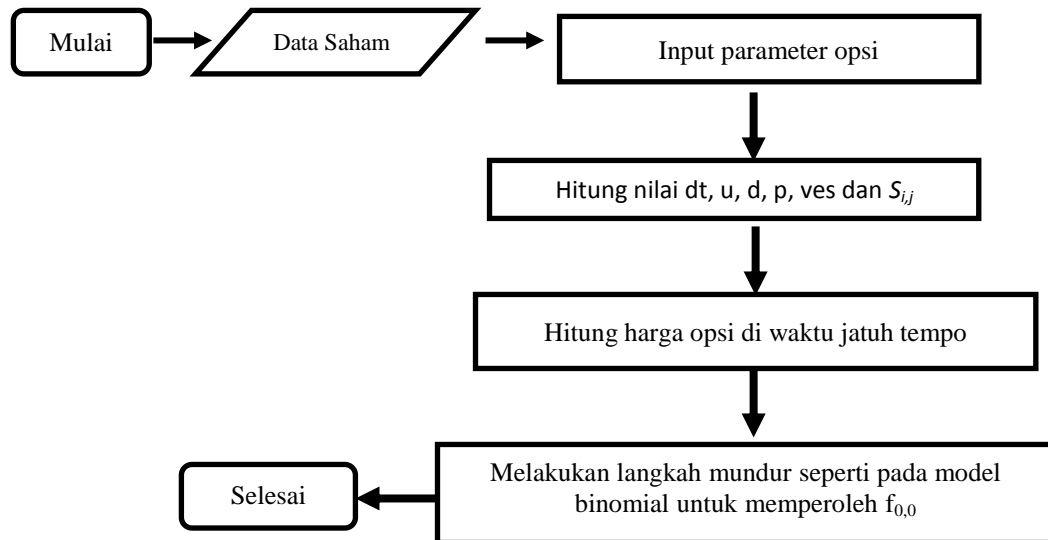 Mulai
Data Saham
Input parameter opsi
Hitung nilai dt, u, d, p, ves dan S_{i,j}
Hitung harga opsi di waktu jatuh tempo
Melakukan langkah mundur seperti pada model
binomial untuk memperoleh f_{0,0}
Selesai